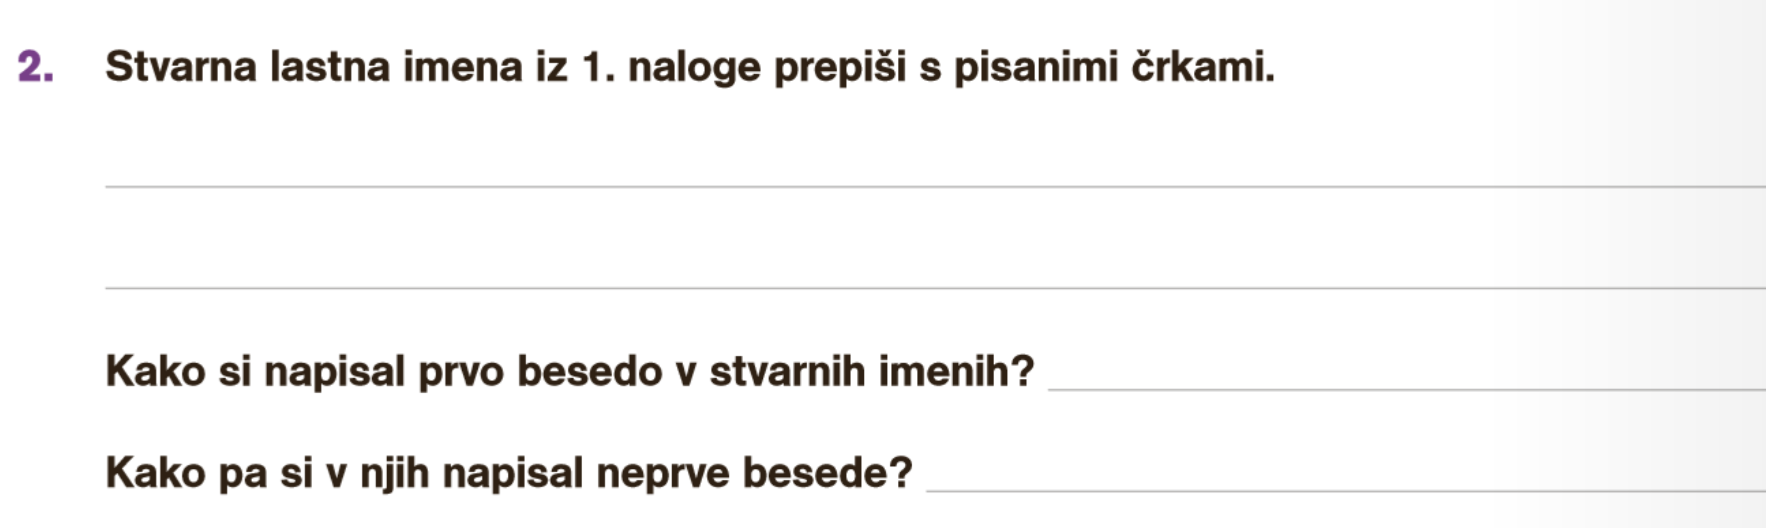 2. Stvarna lastna imena iz 1. naloge prepiši s pisanimi črkami.
Kako si napisal prvo besedo v stvarnih imenih?
Kako pa si v njih napisal neprve besede?